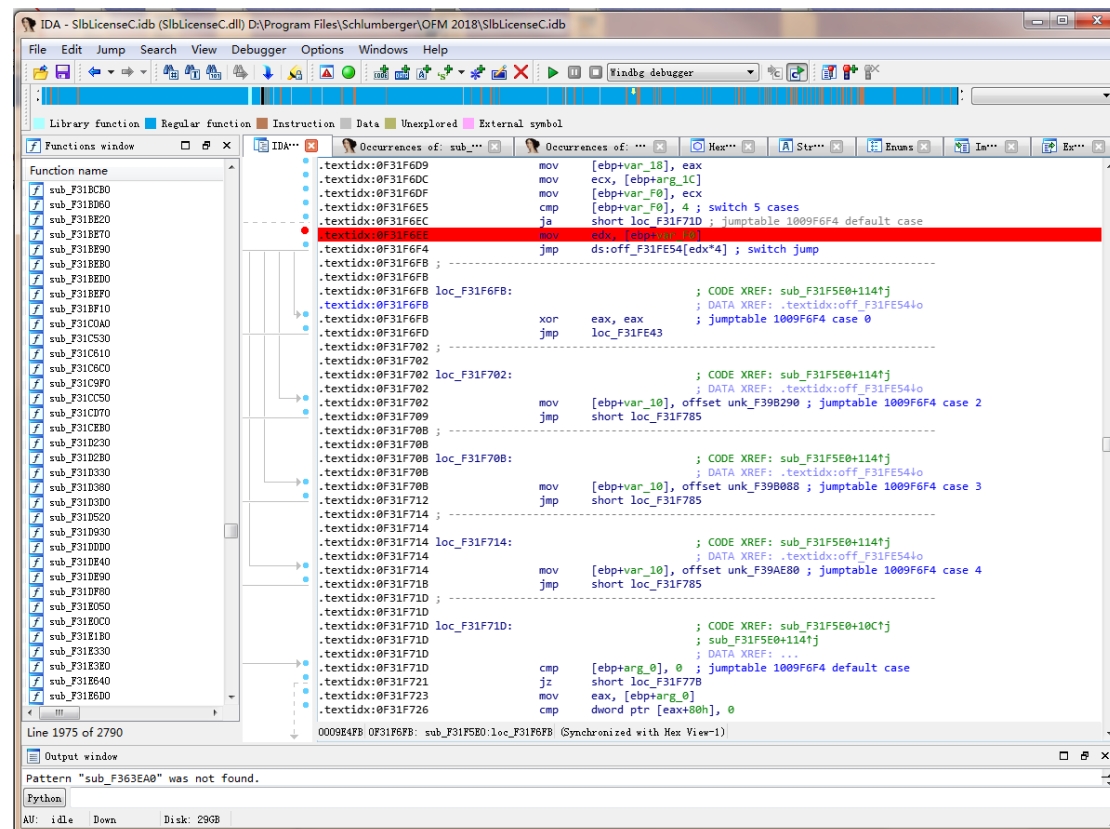 IDA - SlbLicenseC.idb (SlbLicenseC.dll) D:\Program Files\Schlumberger\OFM 2018\SlbLicenseC.idb
File Edit Jump Search View Debugger Options Windows Help
Windbg debugger
Library function Regular function Instruction Data Unexplored External symbol
Functions window IDA··· Occurrences of: sub_··· Occurrences of: ··· Hex··· Str··· Enums Im··· Ex···
Function name
sub_F31BCB0
sub_F31BD60
sub_F31BE20
sub_F31BE70
sub_F31BE90
sub_F31BEB0
sub_F31BED0
sub_F31BEF0
sub_F31BF10
sub_F31C0A0
sub_F31C530
sub_F31C610
sub_F31C6C0
sub_F31C9F0
sub_F31CC50
sub_F31CD70
sub_F31CEB0
sub_F31D230
sub_F31D2B0
sub_F31D330
sub_F31D380
sub_F31D3D0
sub_F31D520
sub_F31D930
sub_F31DDD0
sub_F31DE40
sub_F31DE90
sub_F31DF80
sub_F31E050
sub_F31E0C0
sub_F31E1B0
sub_F31E330
sub_F31E3E0
sub_F31E640
sub_F31E6D0
Line 1975 of 2790
.textidx:0F31F6D9 mov [ebp+var_18], eax
.textidx:0F31F6DC mov ecx, [ebp+arg_1C]
.textidx:0F31F6DF mov [ebp+var_F0], ecx
.textidx:0F31F6E5 cmp [ebp+var_F0], 4 ; switch 5 cases
.textidx:0F31F6EC ja short loc_F31F71D ; jumptable 1009F6F4 default case
.textidx:0F31F6EE mov edx, [ebp+var_F0]
.textidx:0F31F6F4 jmp ds:off_F31FE54[edx*4] ; switch jump
.textidx:0F31F6FB ; ---------------------------------------------------------------------------
.textidx:0F31F6FB
.textidx:0F31F6FB loc_F31F6FB: ; CODE XREF: sub_F31F5E0+114↑j
.textidx:0F31F6FB ; DATA XREF: .textidx:off_F31FE54↓o
.textidx:0F31F6FB xor eax, eax ; jumptable 1009F6F4 case 0
.textidx:0F31F6FD jmp loc_F31FE43
.textidx:0F31F702 ; ---------------------------------------------------------------------------
.textidx:0F31F702
.textidx:0F31F702 loc_F31F702: ; CODE XREF: sub_F31F5E0+114↑j
.textidx:0F31F702 ; DATA XREF: .textidx:off_F31FE54↓o
.textidx:0F31F702 mov [ebp+var_10], offset unk_F39B290 ; jumptable 1009F6F4 case 2
.textidx:0F31F709 jmp short loc_F31F785
.textidx:0F31F70B ; ---------------------------------------------------------------------------
.textidx:0F31F70B
.textidx:0F31F70B loc_F31F70B: ; CODE XREF: sub_F31F5E0+114↑j
.textidx:0F31F70B ; DATA XREF: .textidx:off_F31FE54↓o
.textidx:0F31F70B mov [ebp+var_10], offset unk_F39B088 ; jumptable 1009F6F4 case 3
.textidx:0F31F712 jmp short loc_F31F785
.textidx:0F31F714 ; ---------------------------------------------------------------------------
.textidx:0F31F714
.textidx:0F31F714 loc_F31F714: ; CODE XREF: sub_F31F5E0+114↑j
.textidx:0F31F714 ; DATA XREF: .textidx:off_F31FE54↓o
.textidx:0F31F714 mov [ebp+var_10], offset unk_F39AE80 ; jumptable 1009F6F4 case 4
.textidx:0F31F71B jmp short loc_F31F785
.textidx:0F31F71D ; ---------------------------------------------------------------------------
.textidx:0F31F71D
.textidx:0F31F71D loc_F31F71D: ; CODE XREF: sub_F31F5E0+10C↑j
.textidx:0F31F71D ; sub_F31F5E0+114↑j
.textidx:0F31F71D ; DATA XREF: ...
.textidx:0F31F71D cmp [ebp+arg_0], 0 ; jumptable 1009F6F4 default case
.textidx:0F31F721 jz short loc_F31F77B
.textidx:0F31F723 mov eax, [ebp+arg_0]
.textidx:0F31F726 cmp dword ptr [eax+80h], 0
0009E4FB 0F31F6FB: sub_F31F5E0:loc_F31F6FB (Synchronized with Hex View-1)
Output window
Pattern "sub_F363EA0" was not found.
Python
AU: idle Down Disk: 29GB